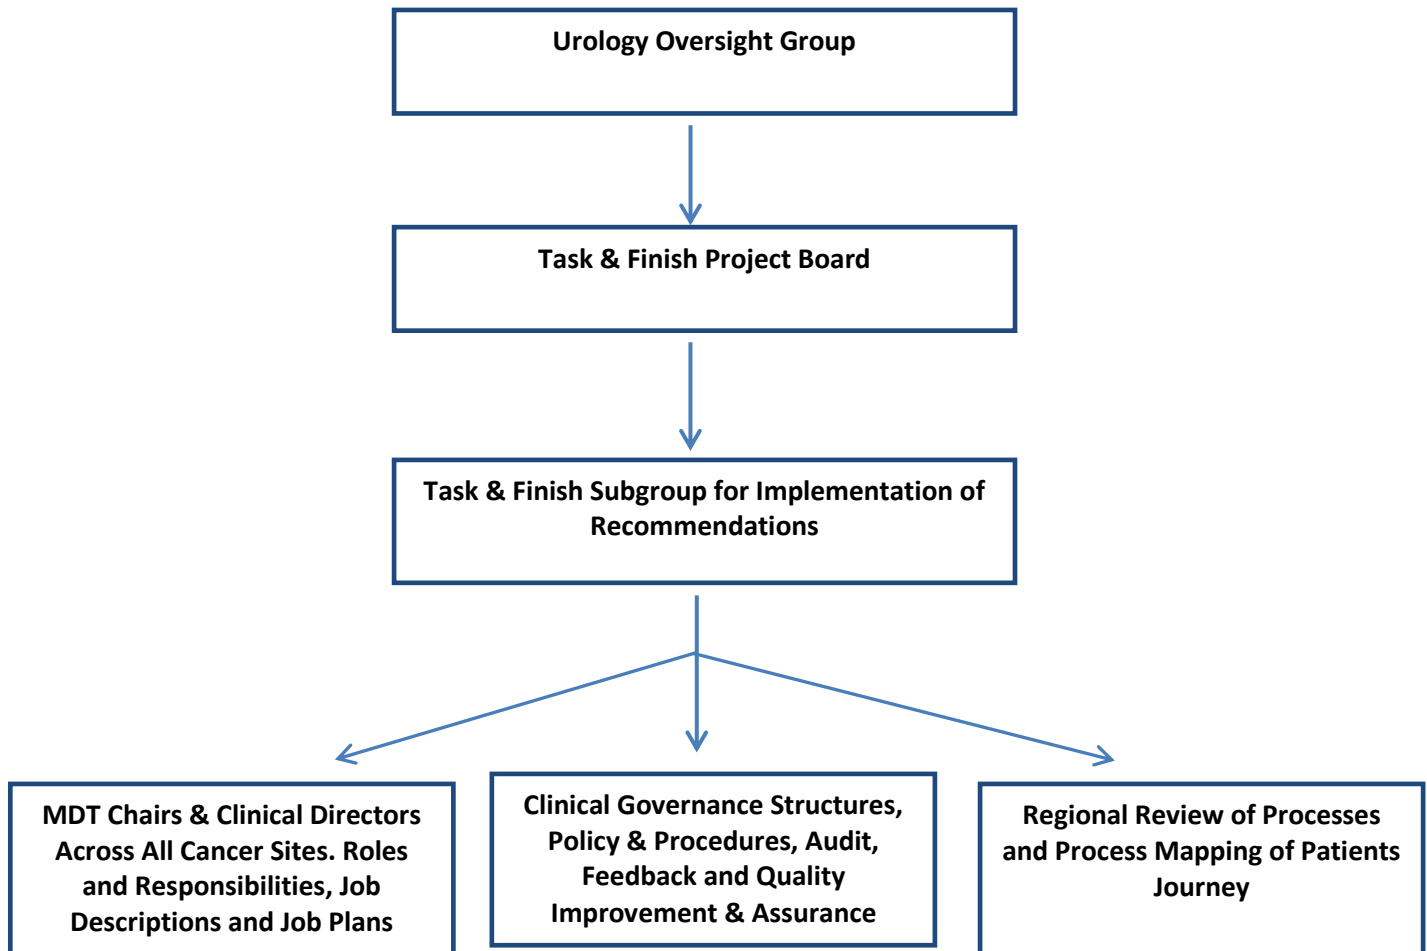 Urology Oversight Group
Task & Finish Project Board
Task & Finish Subgroup for Implementation of
Recommendations
MDT Chairs & Clinical Directors
Across All Cancer Sites. Roles
and Responsibilities, Job
Descriptions and Job Plans
Clinical Governance Structures,
Policy & Procedures, Audit,
Feedback and Quality
Improvement & Assurance
Regional Review of Processes
and Process Mapping of Patients
Journey